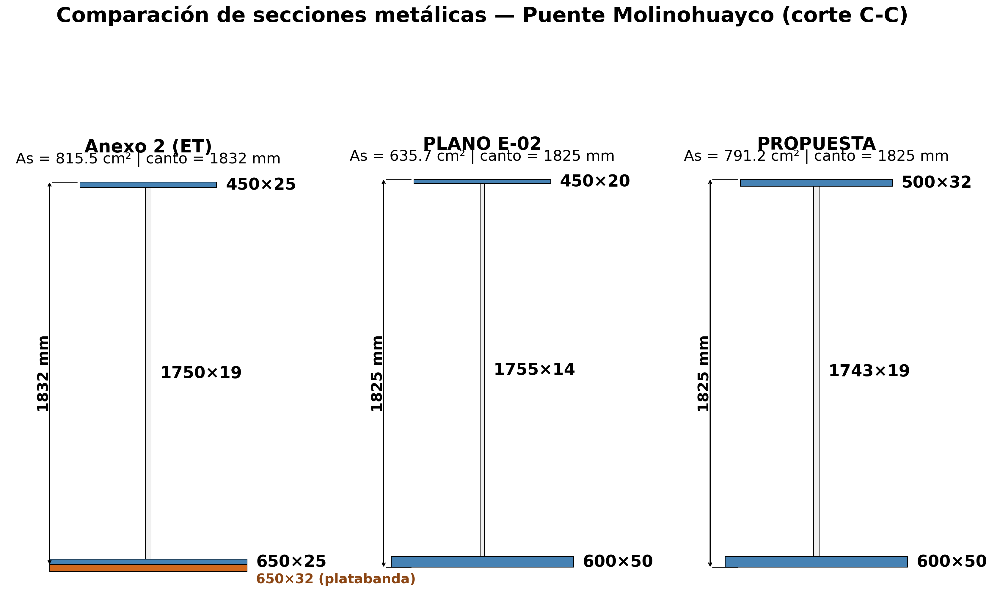 Comparación de secciones metálicas — Puente Molinohuayco (corte C-C)
Anexo 2 (ET)
As = 815.5 cm² | canto = 1832 mm
450×25
1832 mm
1750×19
650×25
650×32 (platabanda)
PLANO E-02
As = 635.7 cm² | canto = 1825 mm
450×20
1825 mm
1755×14
600×50
PROPUESTA
As = 791.2 cm² | canto = 1825 mm
500×32
1825 mm
1743×19
600×50